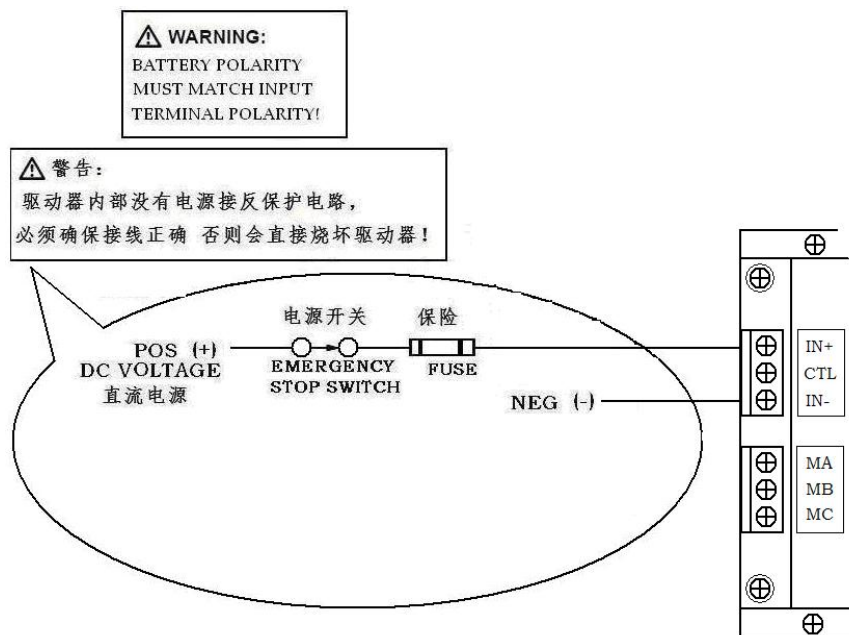 ⚠ WARNING:
BATTERY POLARITY
MUST MATCH INPUT
TERMINAL POLARITY!
⚠ 警告：
驱动器内部没有电源接反保护电路，
必须确保接线正确 否则会直接烧坏驱动器！
电源开关
保险
POS (+)
DC VOLTAGE
直流电源
EMERGENCY
STOP SWITCH
FUSE
NEG (-)
IN+
CTL
IN-
MA
MB
MC